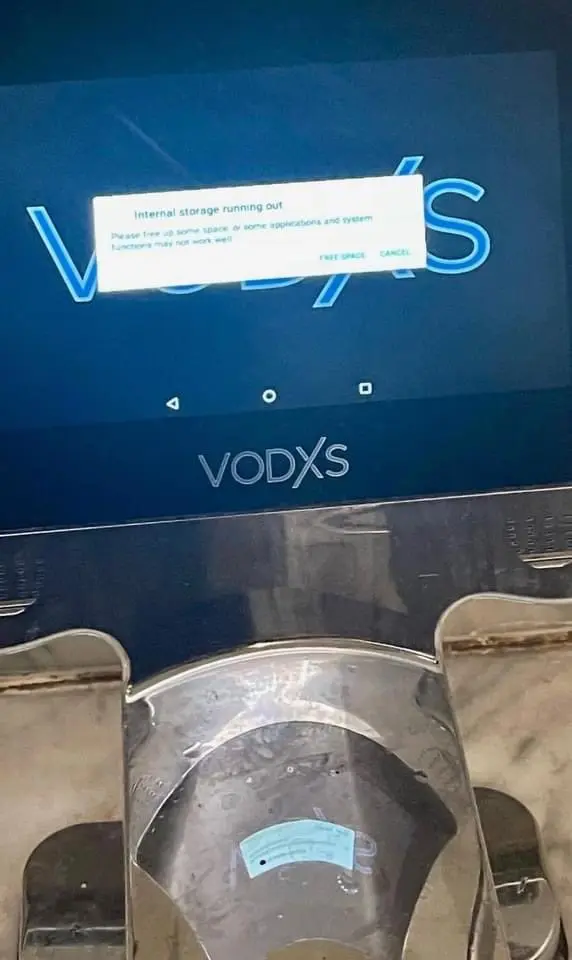 Internal storage running out
Please free up some space, or some applications and system
functions may not work well
FREE SPACE CANCEL
VODXS